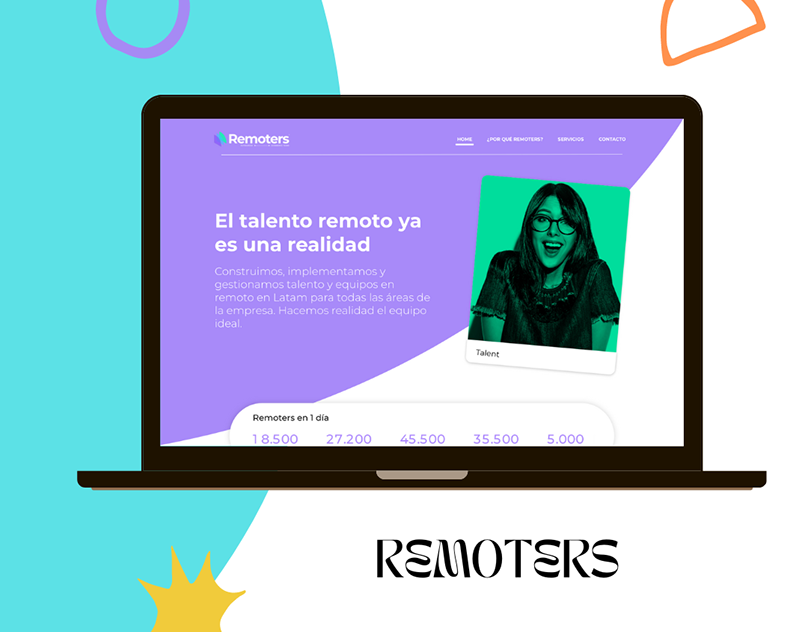 Remoters
HOME ¿POR QUÉ REMOTERS? SERVICIOS CONTACTO
El talento remoto ya
es una realidad
Construimos, implementamos y
gestionamos talento y equipos en
remoto en Latam para todas las áreas de
la empresa. Hacemos realidad el equipo
ideal.
Talent
Remoters en 1 día
18.500 27.200 45.500 35.500 5.000
REMOTERS